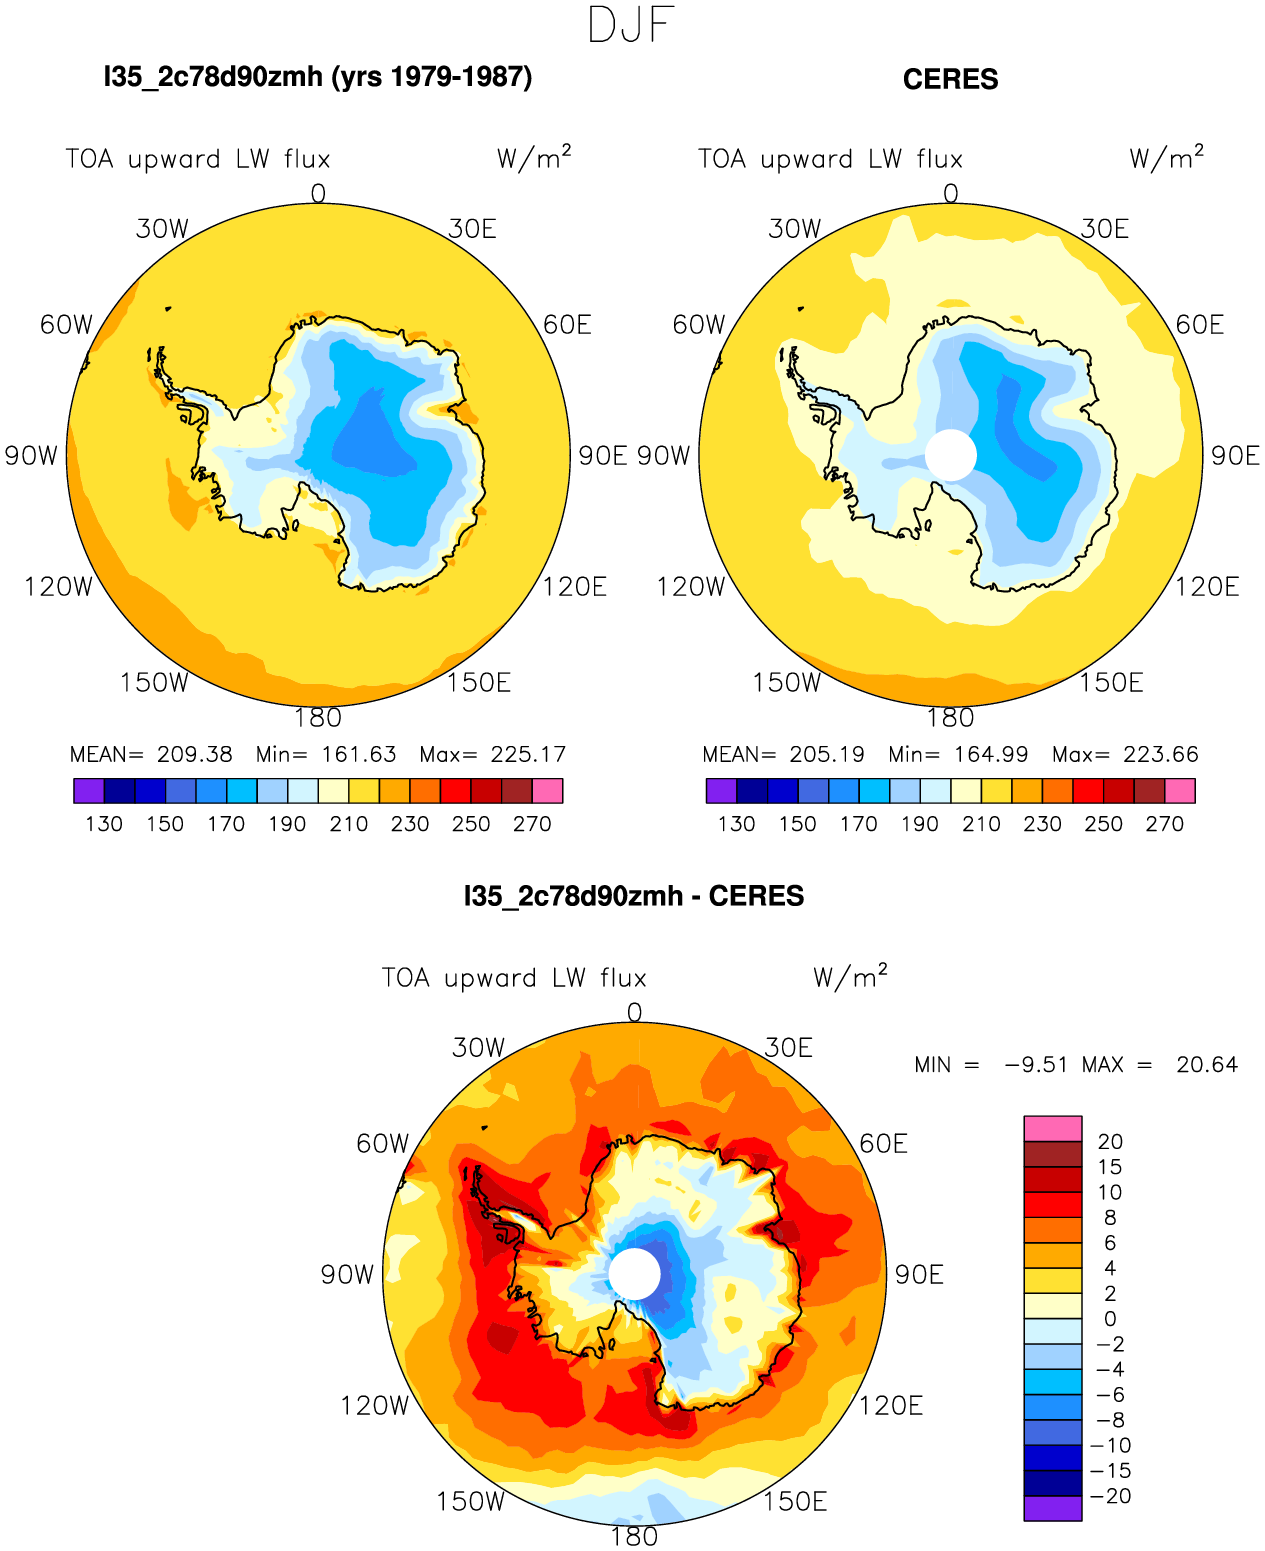 DJF
l35_2c78d90zmh (yrs 1979-1987)
CERES
TOA upward LW flux W/m2
TOA upward LW flux W/m2
0
30W 30E
60W 60E
90W 90E
120W 120E
150W 150E
180
0
30W 30E
60W 60E
90W 90E
120W 120E
150W 150E
180
MEAN= 209.38 Min= 161.63 Max= 225.17
130 150 170 190 210 230 250 270
MEAN= 205.19 Min= 164.99 Max= 223.66
130 150 170 190 210 230 250 270
l35_2c78d90zmh - CERES
TOA upward LW flux W/m2
0
30W 30E
60W 60E
90W 90E
120W 120E
150W 150E
180
MIN = -9.51 MAX = 20.64
20
15
10
8
6
4
2
0
-2
-4
-6
-8
-10
-15
-20